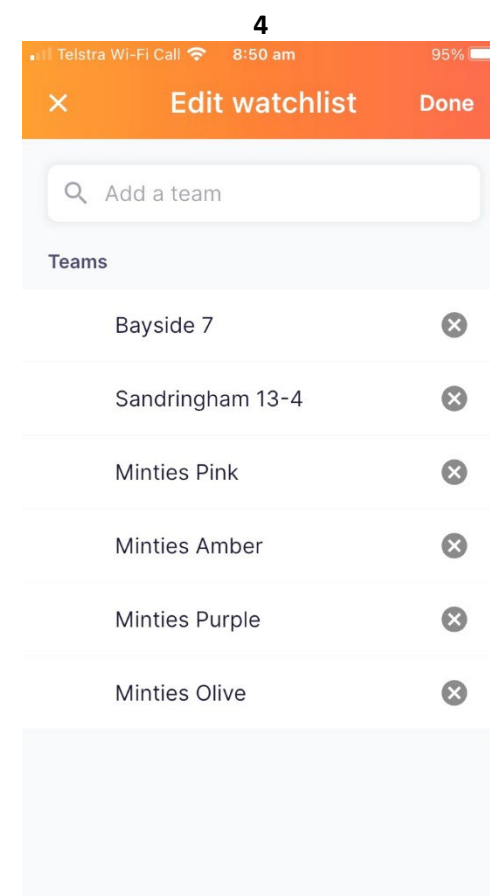 4
Telstra Wi-Fi Call 8:50 am 95%
Edit watchlist Done
Add a team
Teams
Bayside 7
Sandringham 13-4
Minties Pink
Minties Amber
Minties Purple
Minties Olive